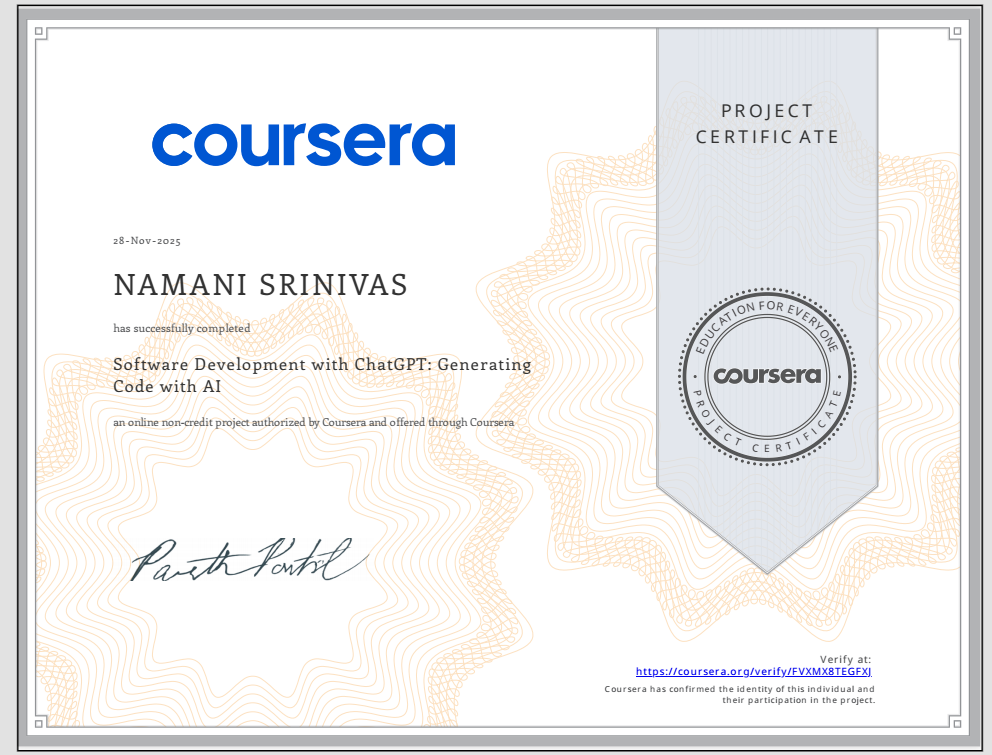 coursera
28-Nov-2025
NAMANI SRINIVAS
has successfully completed
Software Development with ChatGPT: Generating
Code with AI
an online non-credit project authorized by Coursera and offered through Coursera
PROJECT
CERTIFICATE
EDUCATION FOR EVERYONE
coursera
PROJECT CERTIFICATE
Verify at:
https://coursera.org/verify/FVXMX8TEGFXJ
Coursera has confirmed the identity of this individual and
their participation in the project.